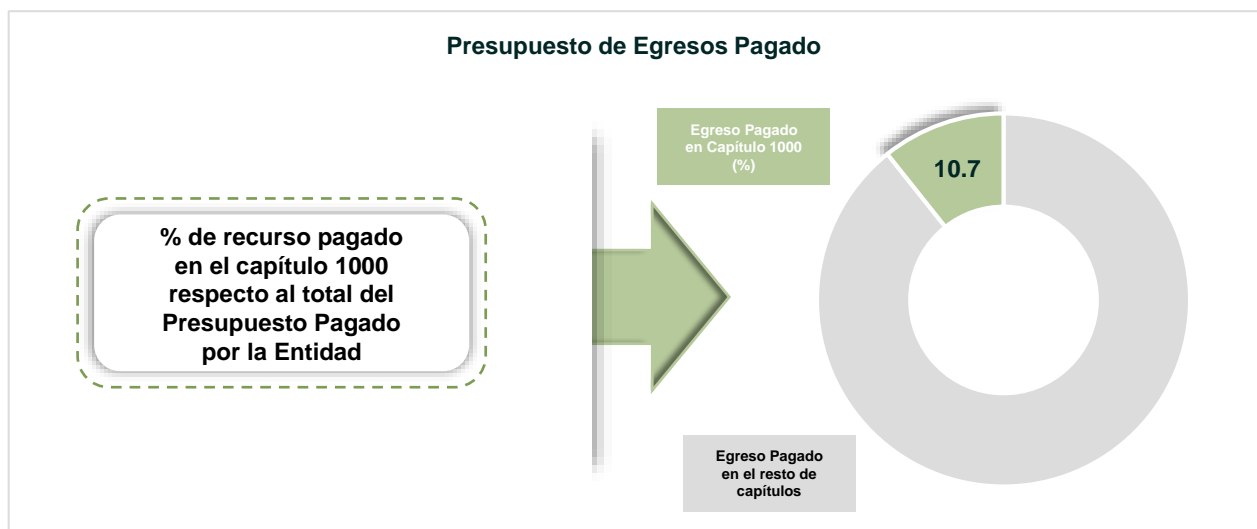 Presupuesto de Egresos Pagado
Egreso Pagado
en Capítulo 1000
(%)
10.7
% de recurso pagado
en el capítulo 1000
respecto al total del
Presupuesto Pagado
por la Entidad
Egreso Pagado
en el resto de
capítulos